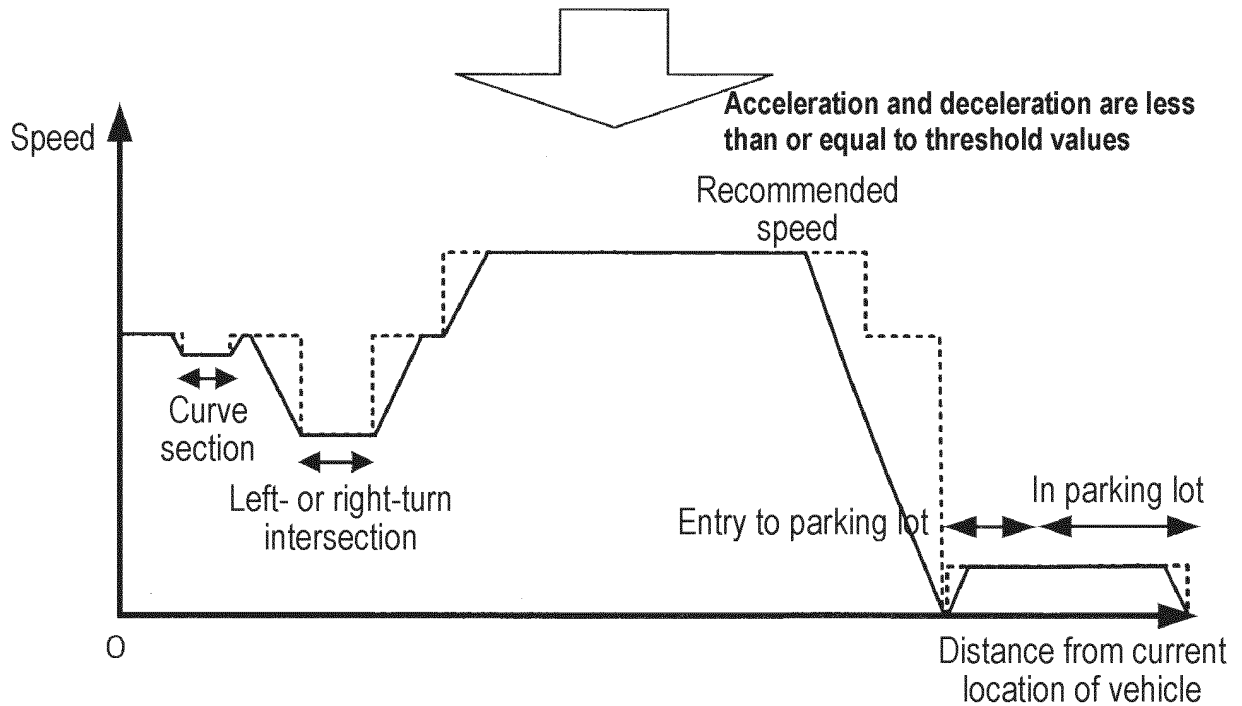 Acceleration and deceleration are less
than or equal to threshold values
Speed
Recommended
speed
Curve
section
Left- or right-turn
intersection
Entry to parking lot
In parking lot
O
Distance from current
location of vehicle